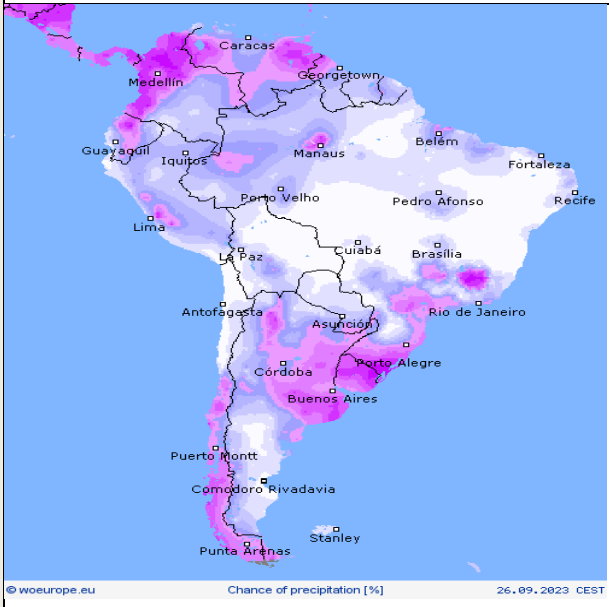 Caracas
Georgetown
Medellín
Guayaquil
Iquitos
Manaus
Belém
Fortaleza
Porto Velho
Pedro Afonso
Recife
Lima
La Paz
Cuiabá
Brasília
Antofagasta
Asunción
Rio de Janeiro
Córdoba
Porto Alegre
Buenos Aires
Puerto Montt
Comodoro Rivadavia
Stanley
Punta Arenas
© woeurope.eu Chance of precipitation [%] 26.09.2023 CEST